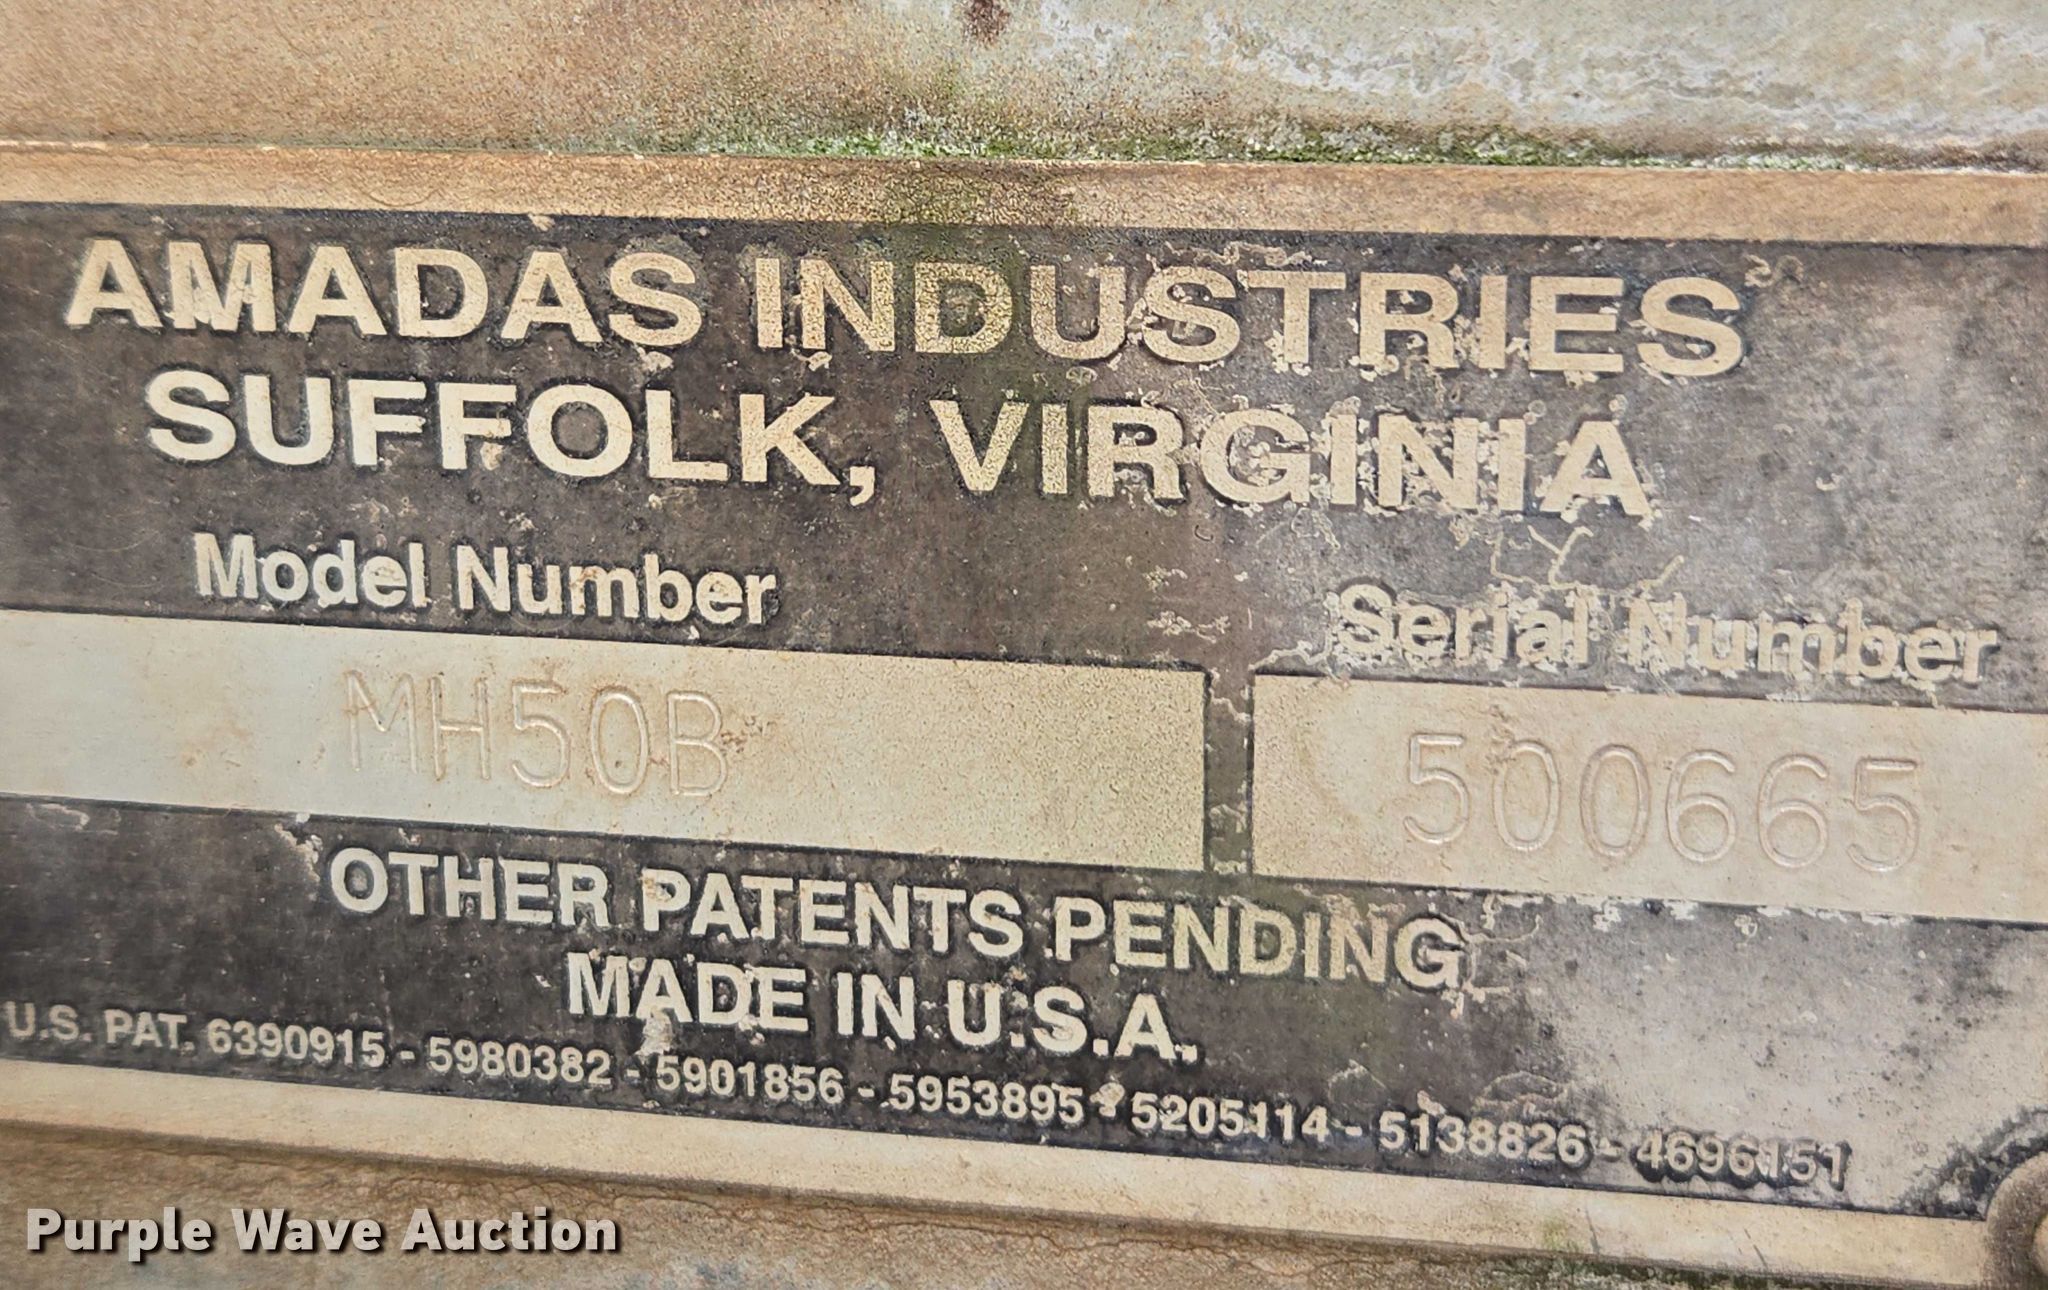 AMADAS INDUSTRIES
SUFFOLK, VIRGINIA
Model Number Serial Number
MH50B 500665
OTHER PATENTS PENDING
MADE IN U.S.A.
U.S. PAT. 6390915 - 5980382 - 5901856 - 5953895 - 5205114 - 5138826 - 4696151
Purple Wave Auction